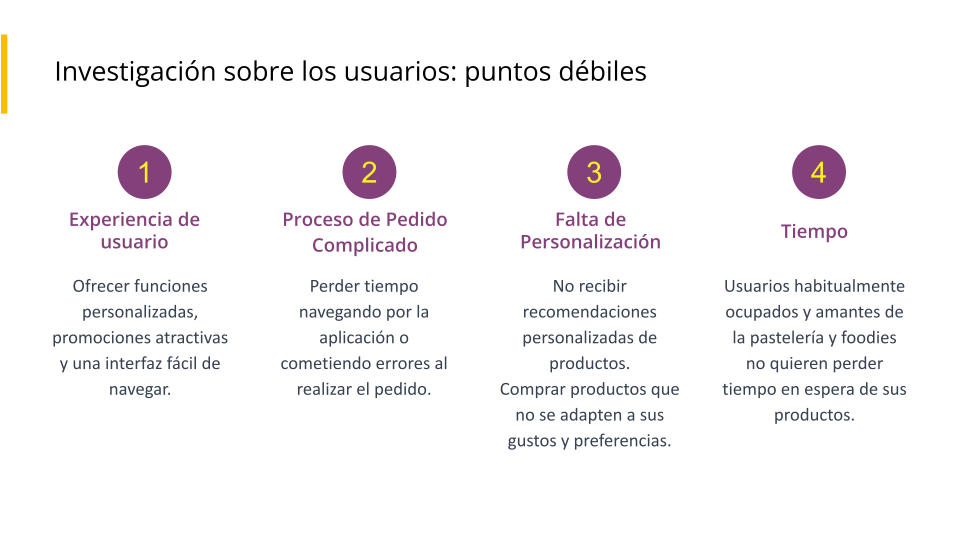 Investigación sobre los usuarios: puntos débiles
1
Experiencia de
usuario
Ofrecer funciones
personalizadas,
promociones atractivas
y una interfaz fácil de
navegar.
2
Proceso de Pedido
Complicado
Perder tiempo
navegando por la
aplicación o
cometiendo errores al
realizar el pedido.
3
Falta de
Personalización
No recibir
recomendaciones
personalizadas de
productos.
Comprar productos que
no se adapten a sus
gustos y preferencias.
4
Tiempo
Usuarios habitualmente
ocupados y amantes de
la pastelería y foodies
no quieren perder
tiempo en espera de sus
productos.